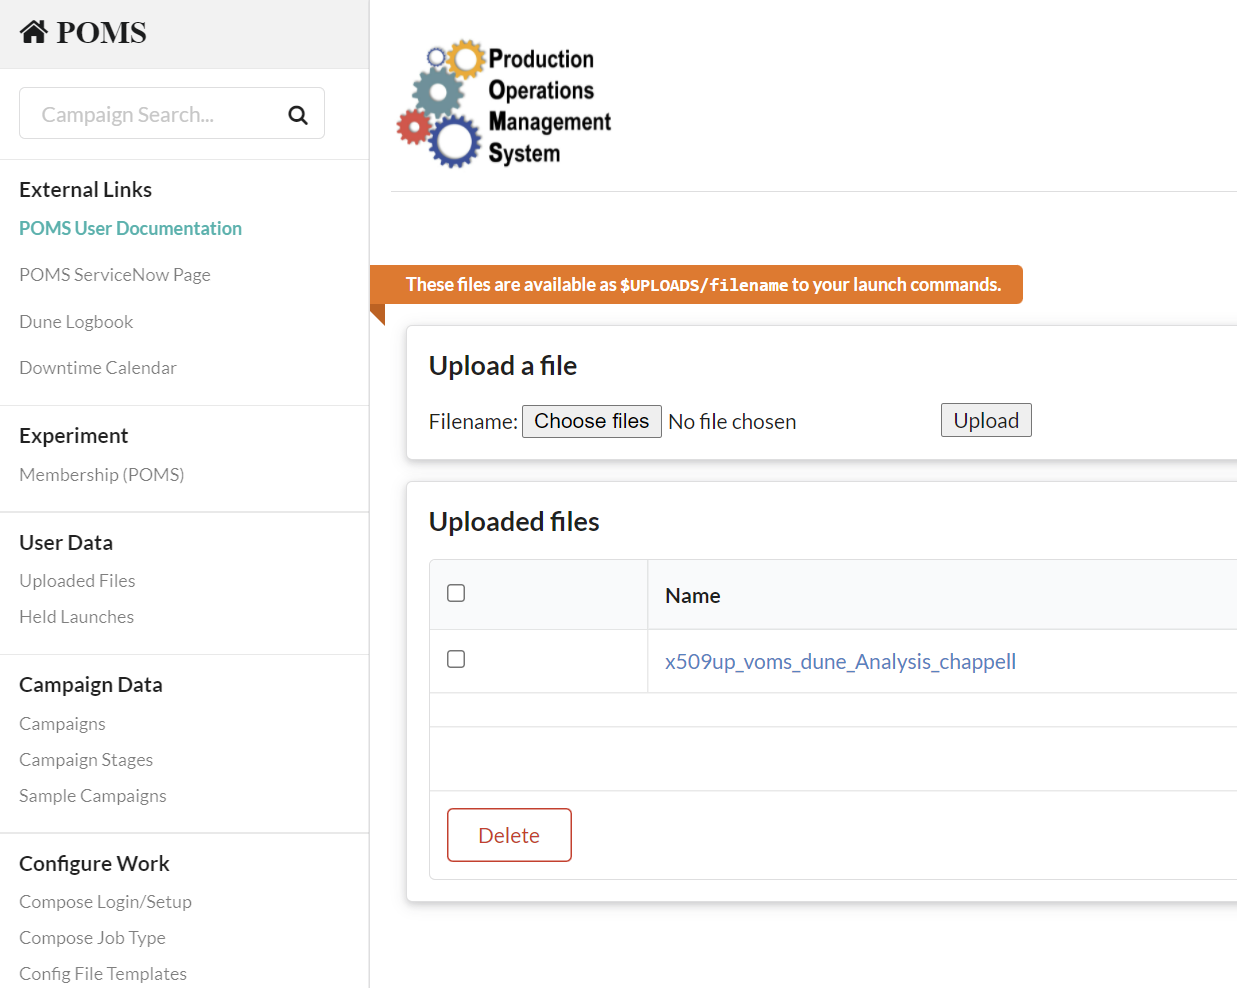 POMS
Campaign Search...
External Links
POMS User Documentation
POMS ServiceNow Page
Dune Logbook
Downtime Calendar
Experiment
Membership (POMS)
User Data
Uploaded Files
Held Launches
Campaign Data
Campaigns
Campaign Stages
Sample Campaigns
Configure Work
Compose Login/Setup
Compose Job Type
Config File Templates
Production
Operations
Management
System
These files are available as $UPLOADS/filename to your launch commands.
Upload a file
Filename: Choose files No file chosen Upload
Uploaded files
Name
x509up_voms_dune_Analysis_chappell
Delete